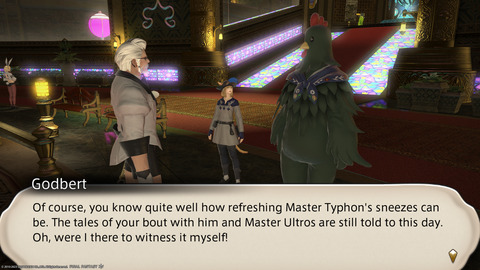 Godbert
Of course, you know quite well how refreshing Master Typhon's sneezes can
be. The tales of your bout with him and Master Ultros are still told to this day.
Oh, were I there to witness it myself!